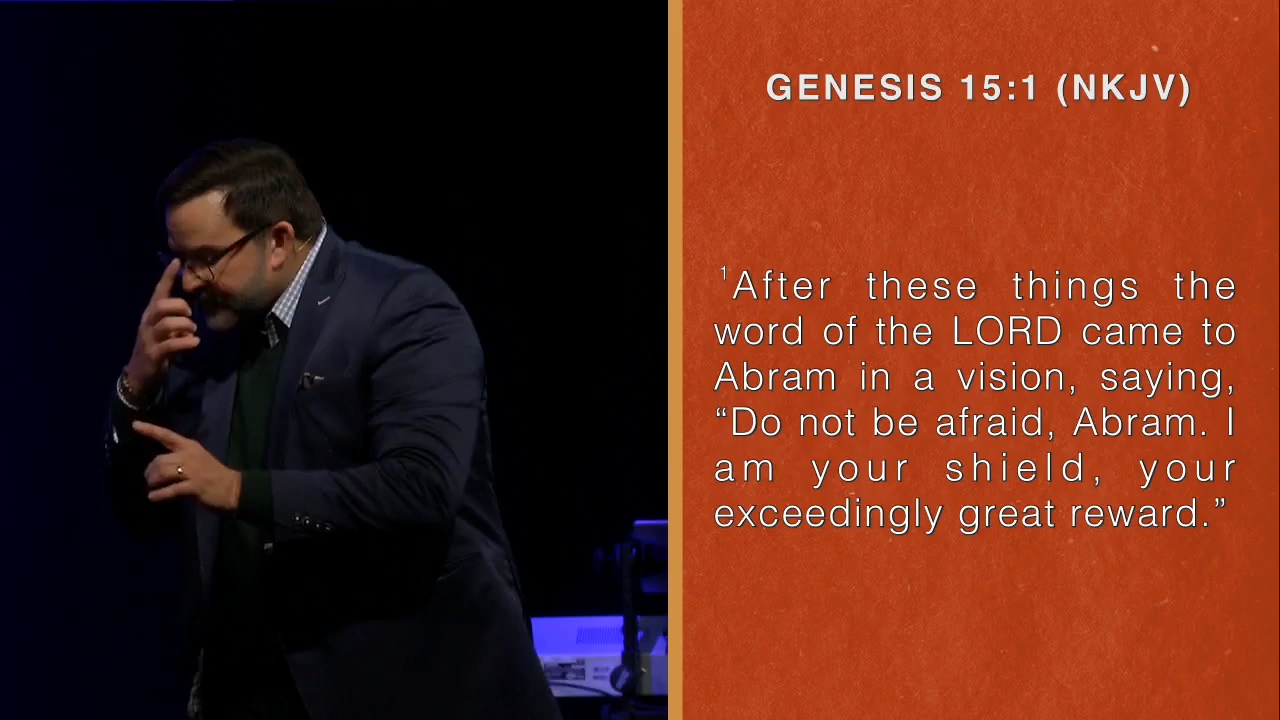 GENESIS 15:1 (NKJV)
¹After these things the
word of the LORD came to
Abram in a vision, saying,
“Do not be afraid, Abram. I
am your shield, your
exceedingly great reward.”